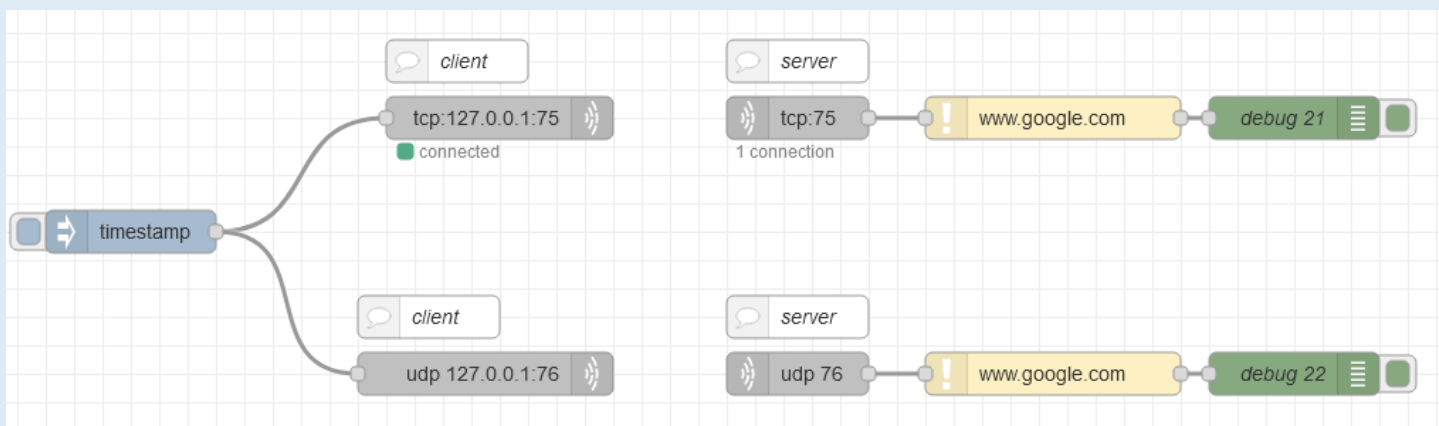 client
server
tcp:127.0.0.1:75
tcp:75
www.google.com
debug 21
connected
1 connection
timestamp
client
server
udp 127.0.0.1:76
udp 76
www.google.com
debug 22